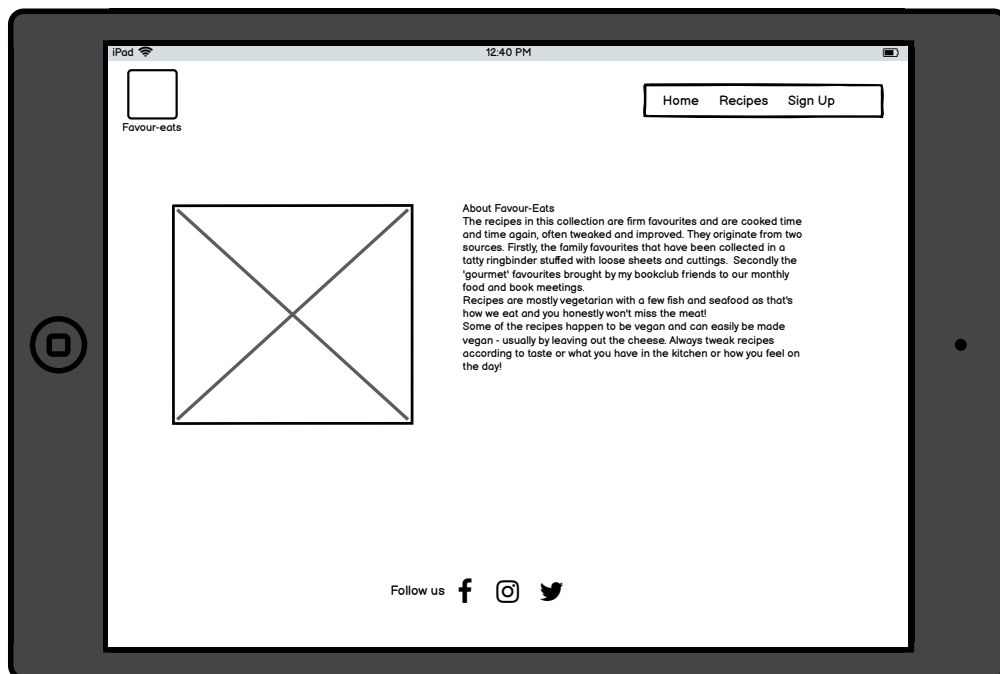 iPad 12:40 PM
Favour-eats
Home Recipes Sign Up
About Favour-Eats
The recipes in this collection are firm favourites and are cooked time
and time again, often tweaked and improved. They originate from two
sources. Firstly, the family favourites that have been collected in a
tatty ringbinder stuffed with loose sheets and cuttings.  Secondly the
'gourmet' favourites brought by my bookclub friends to our monthly
food and book meetings.
Recipes are mostly vegetarian with a few fish and seafood as that's
how we eat and you honestly won't miss the meat!
Some of the recipes happen to be vegan and can easily be made
vegan - usually by leaving out the cheese. Always tweak recipes
according to taste or what you have in the kitchen or how you feel on
the day!
Follow us